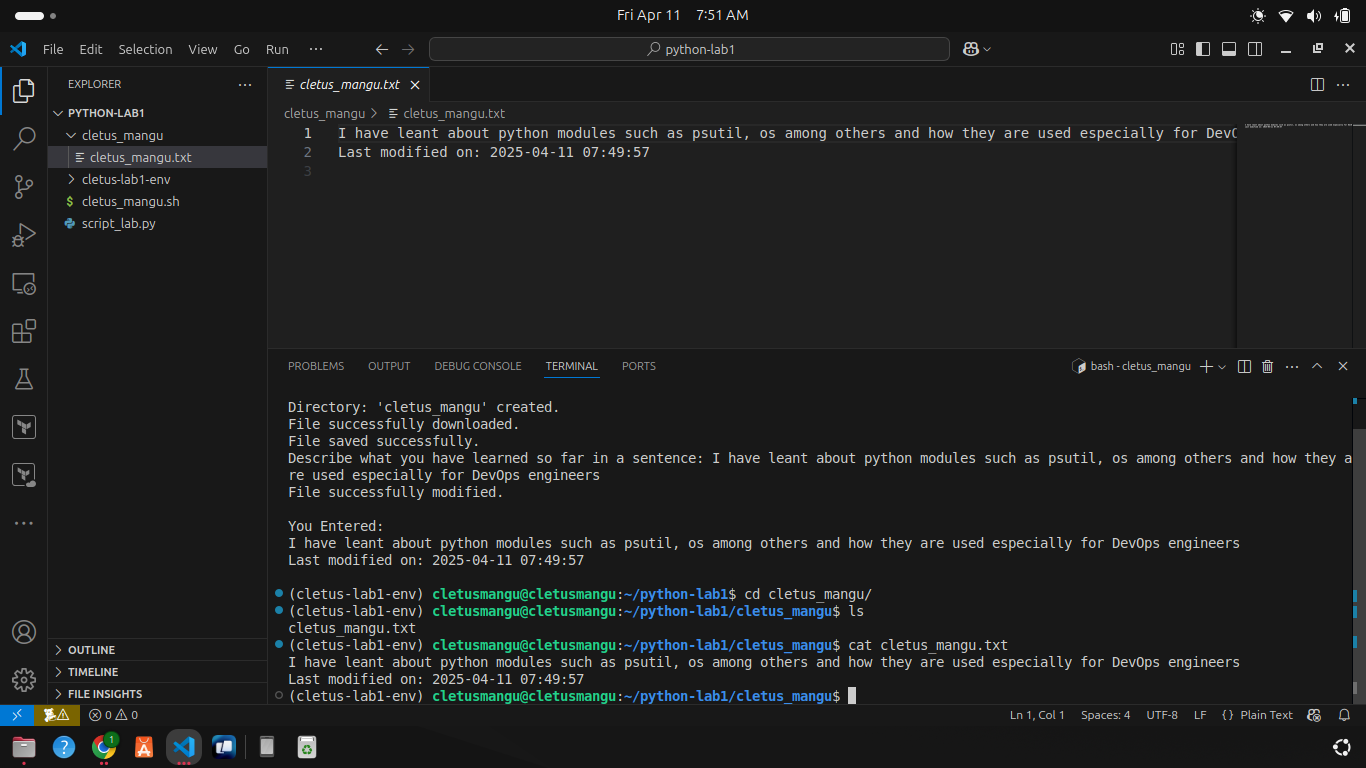 Fri Apr 11 7:51 AM
File Edit Selection View Go Run ··· python-lab1
EXPLORER
PYTHON-LAB1
cletus_mangu
cletus_mangu.txt
cletus-lab1-env
cletus_mangu.sh
script_lab.py
OUTLINE
TIMELINE
FILE INSIGHTS
cletus_mangu.txt
cletus_mangu > cletus_mangu.txt
1 I have leant about python modules such as psutil, os among others and how they are used especially for DevO
2 Last modified on: 2025-04-11 07:49:57
3
PROBLEMS OUTPUT DEBUG CONSOLE TERMINAL PORTS
bash - cletus_mangu
Directory: 'cletus_mangu' created.
File successfully downloaded.
File saved successfully.
Describe what you have learned so far in a sentence: I have leant about python modules such as psutil, os among others and how they a
re used especially for DevOps engineers
File successfully modified.
You Entered:
I have leant about python modules such as psutil, os among others and how they are used especially for DevOps engineers
Last modified on: 2025-04-11 07:49:57
(cletus-lab1-env) cletusmangu@cletusmangu:~/python-lab1$ cd cletus_mangu/
(cletus-lab1-env) cletusmangu@cletusmangu:~/python-lab1/cletus_mangu$ ls
cletus_mangu.txt
(cletus-lab1-env) cletusmangu@cletusmangu:~/python-lab1/cletus_mangu$ cat cletus_mangu.txt
I have leant about python modules such as psutil, os among others and how they are used especially for DevOps engineers
Last modified on: 2025-04-11 07:49:57
(cletus-lab1-env) cletusmangu@cletusmangu:~/python-lab1/cletus_mangu$
0 0 Ln 1, Col 1 Spaces: 4 UTF-8 LF {} Plain Text
1